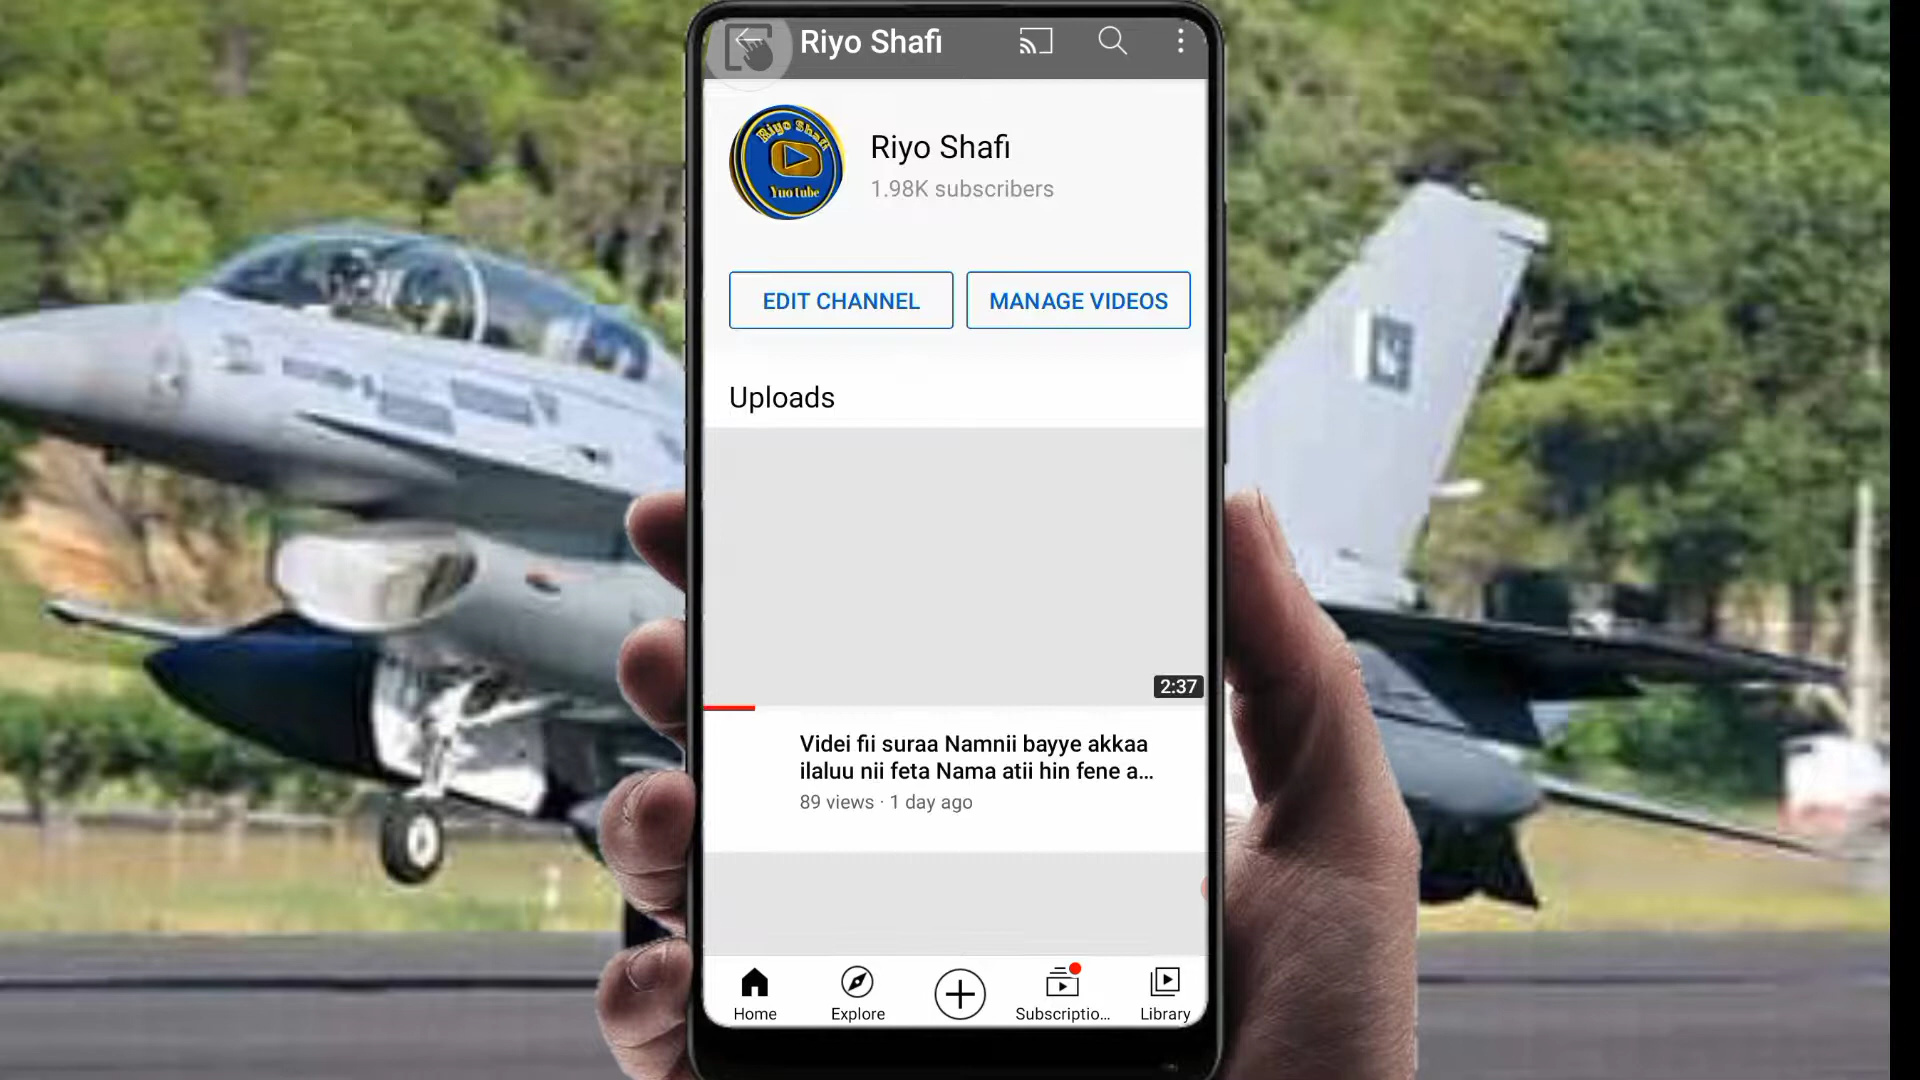 Riyo Shafi
Riyo Shafi
Yuotube
Riyo Shafi
1.98K subscribers
EDIT CHANNEL
MANAGE VIDEOS
Uploads
2:37
Videi fii suraa Namnii bayye akkaa
ilaluu nii feta Nama atii hin fene a...
89 views · 1 day ago
Home
Explore
Subscriptio...
Library